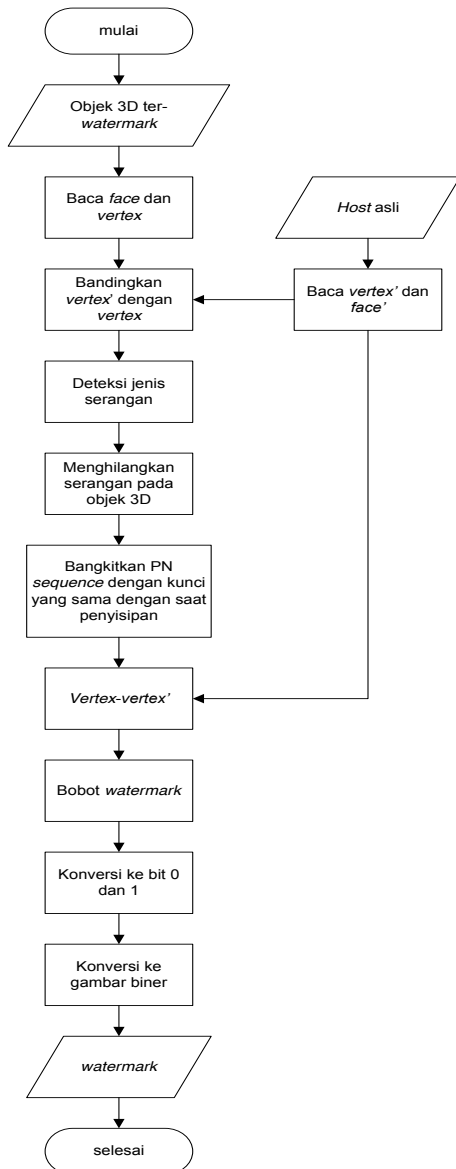 mulai
Objek 3D ter-
watermark
Baca face dan
vertex
Host asli
Bandingkan
vertex' dengan
vertex
Baca vertex' dan
face'
Deteksi jenis
serangan
Menghilangkan
serangan pada
objek 3D
Bangkitkan PN
sequence dengan kunci
yang sama dengan saat
penyisipan
Vertex-vertex'
Bobot watermark
Konversi ke bit 0
dan 1
Konversi ke
gambar biner
watermark
selesai